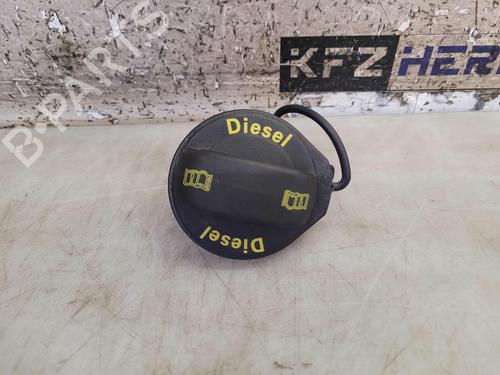 B-PARTS
KFZ HER
Diesel
Diesel